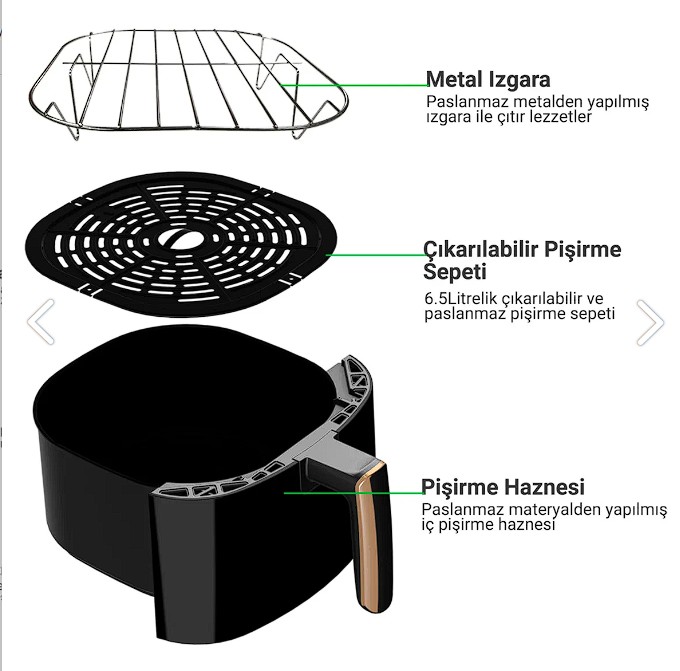 Metal Izgara
Paslanmaz metalden yapılmış
ızgara ile çıtır lezzetler
Çıkarılabilir Pişirme
Sepeti
6.5Litrelik çıkarılabilir ve
paslanmaz pişirme sepeti
Pişirme Haznesi
Paslanmaz materyalden yapılmış
iç pişirme haznesi